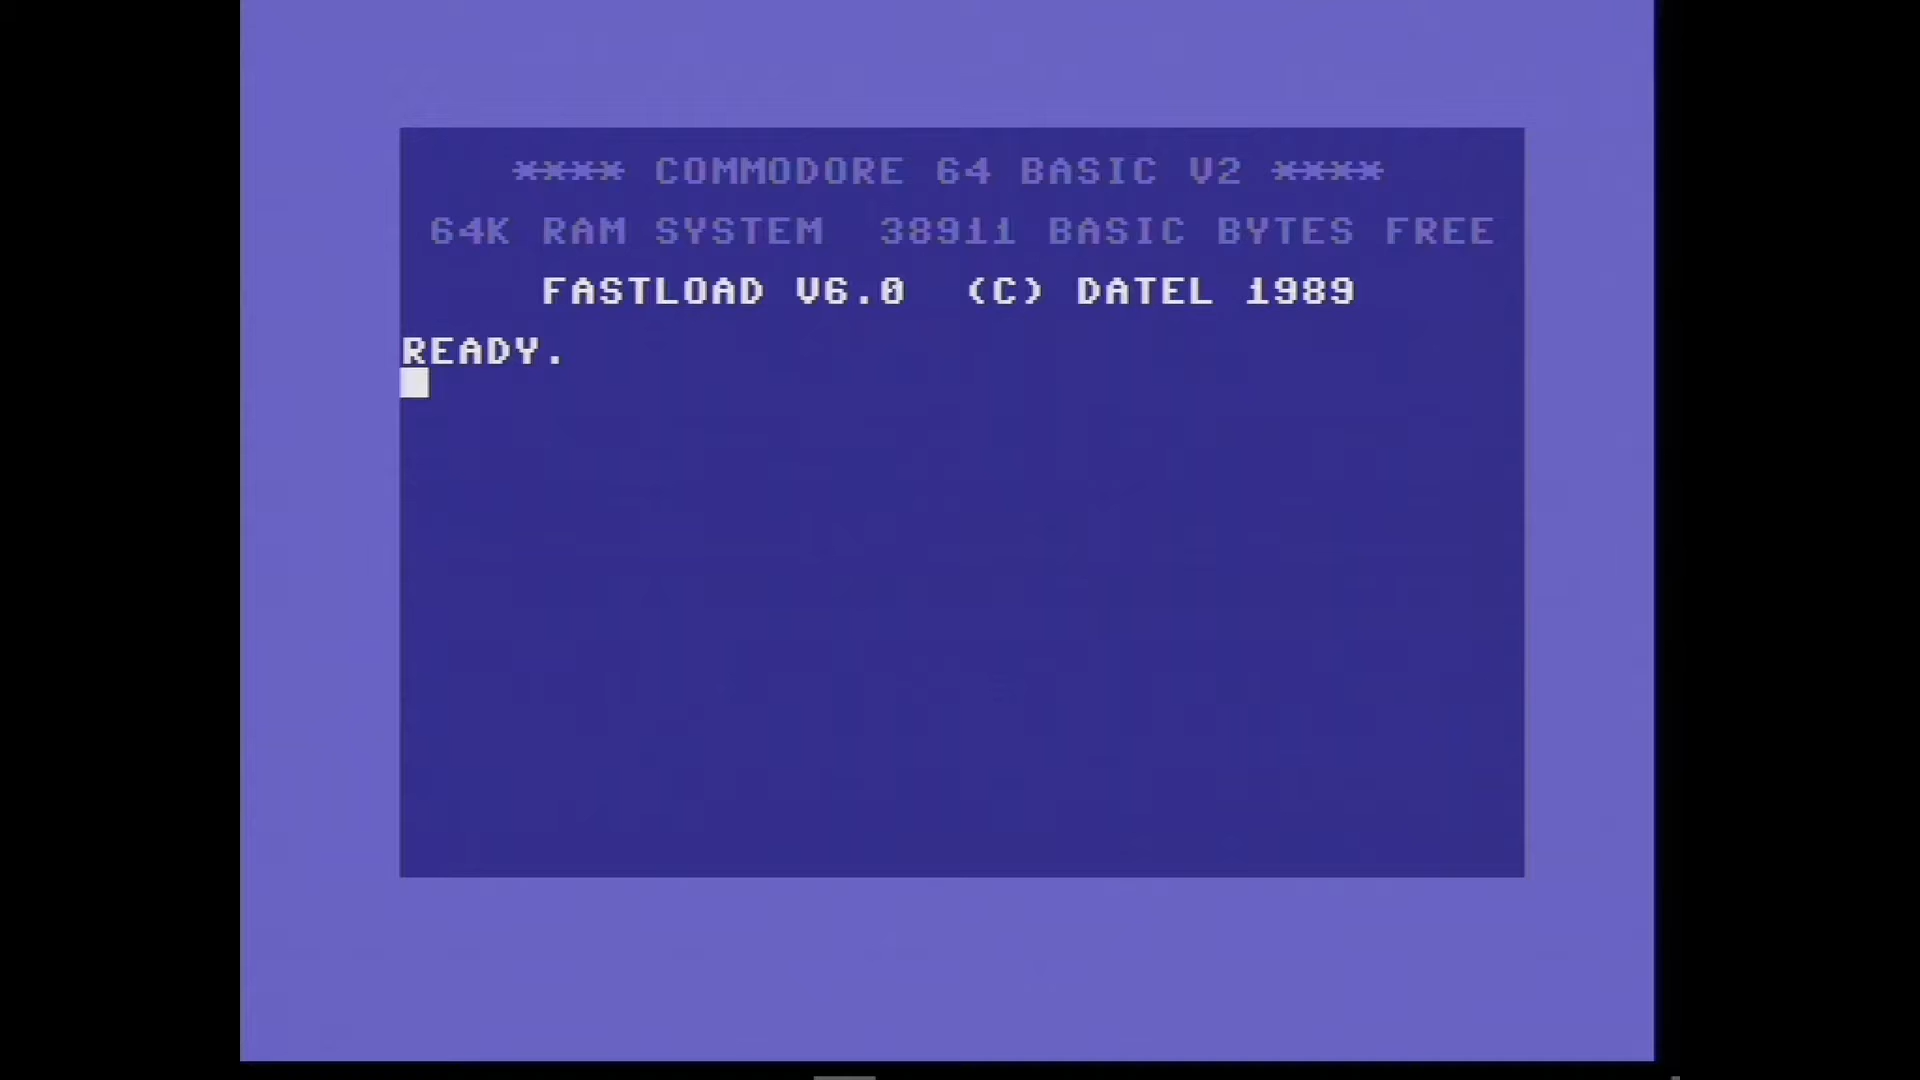 **** COMMODORE 64 BASIC V2 ****
64K RAM SYSTEM  38911 BASIC BYTES FREE
FASTLOAD V6.0  (C) DATEL 1989
READY.